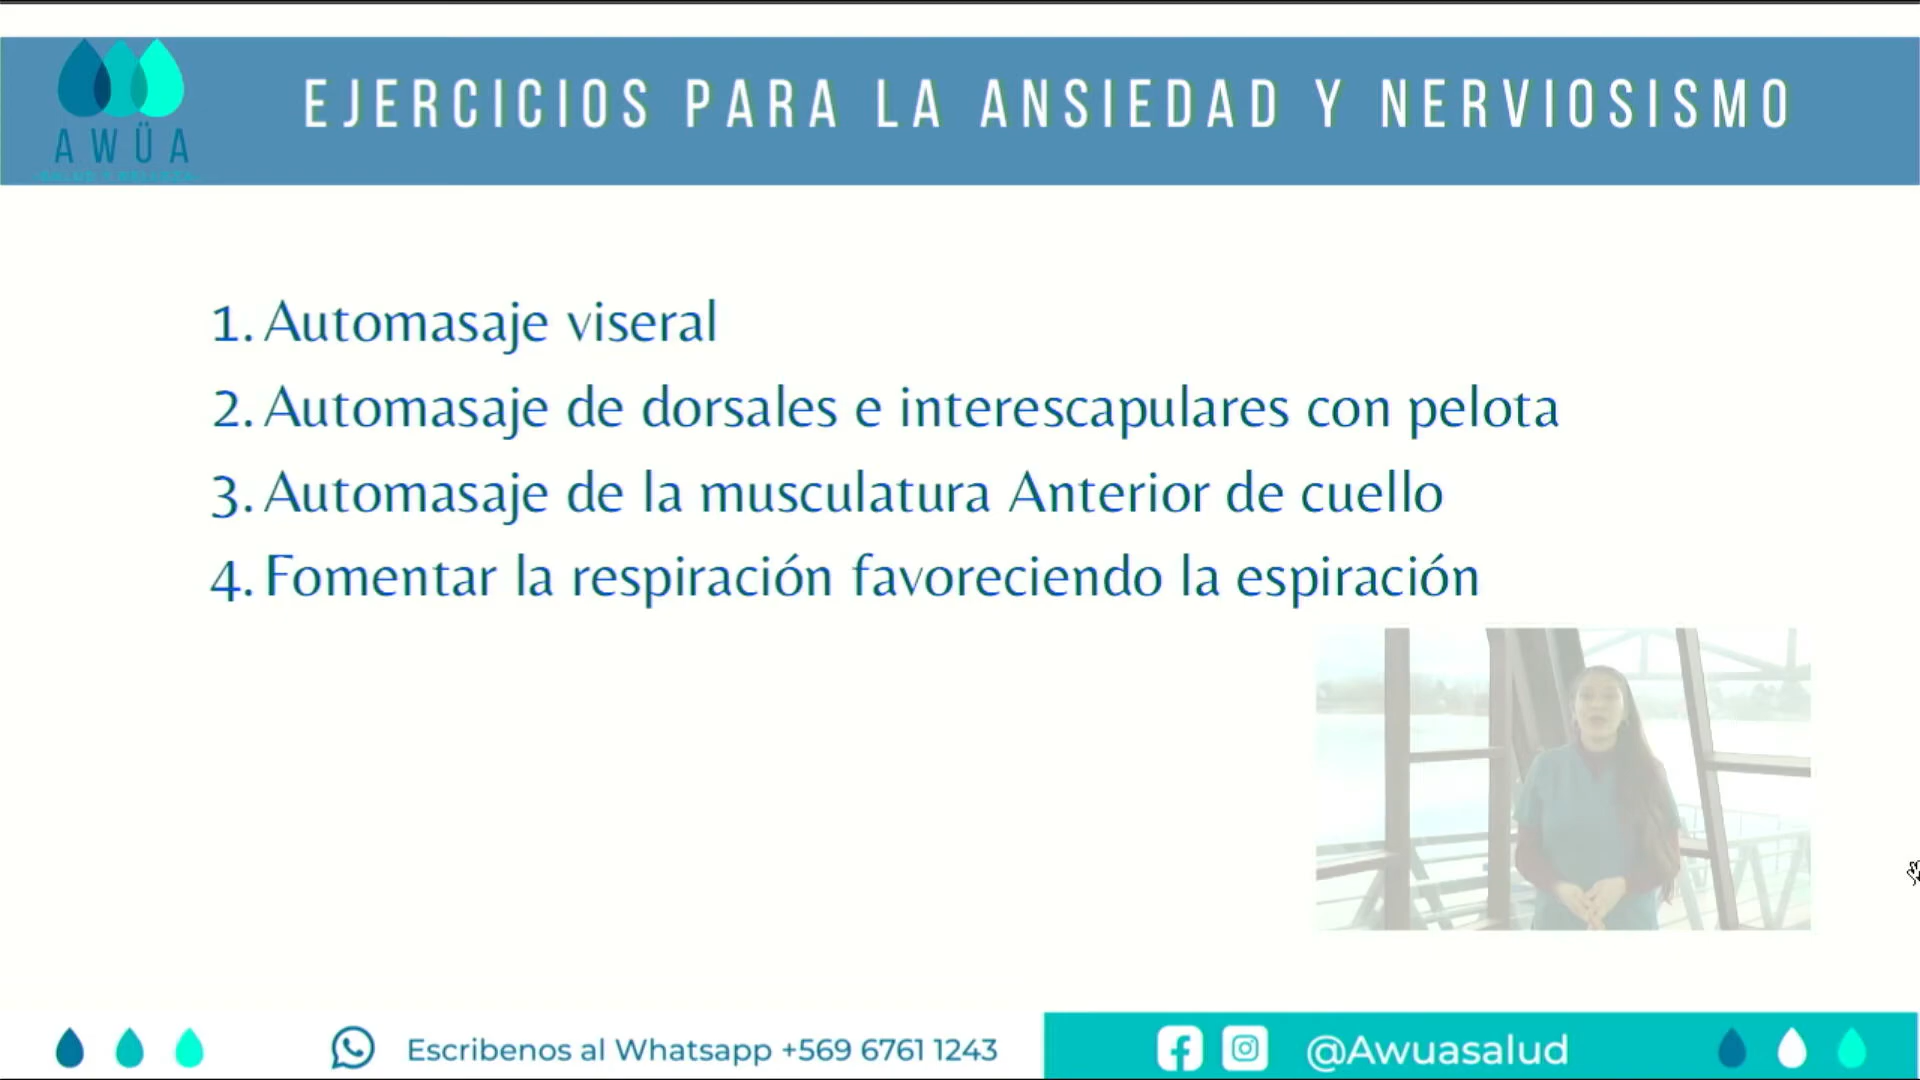 AWÜA
EJERCICIOS PARA LA ANSIEDAD Y NERVIOSISMO
1. Automasaje viseral
2. Automasaje de dorsales e interescapulares con pelota
3. Automasaje de la musculatura Anterior de cuello
4. Fomentar la respiración favoreciendo la espiración
Escribenos al Whatsapp +569 6761 1243
@Awuasalud